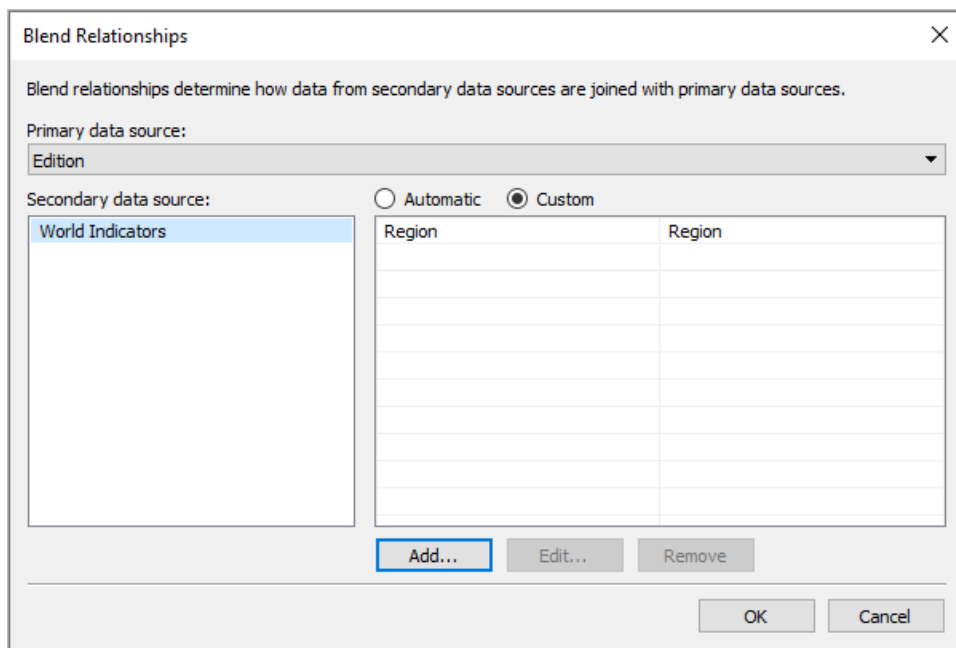 Blend Relationships
Blend relationships determine how data from secondary data sources are joined with primary data sources.
Primary data source:
Edition
Secondary data source:
Automatic Custom
World Indicators
Region Region
Add... Edit... Remove
OK Cancel